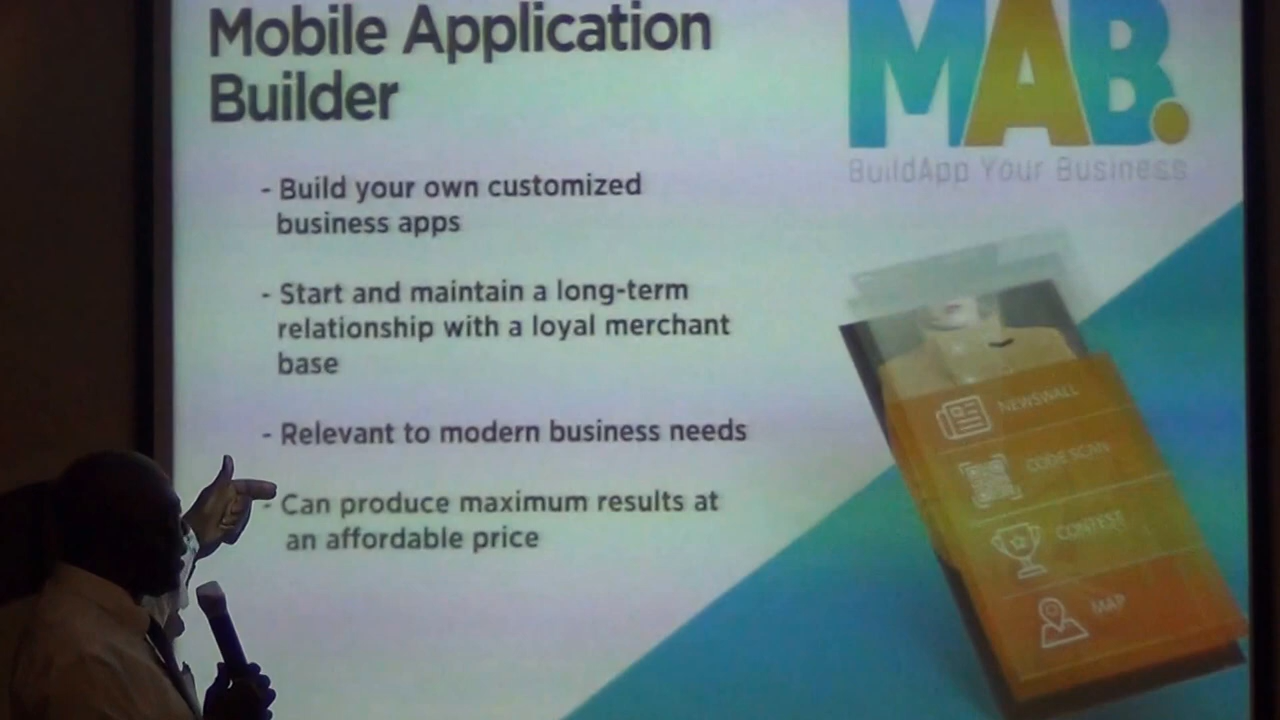 Mobile Application
Builder
MAB.
BuildApp Your Business
- Build your own customized
business apps
- Start and maintain a long-term
relationship with a loyal merchant
base
- Relevant to modern business needs
- Can produce maximum results at
an affordable price
NEWSWALL
CODE SCAN
CONTEST
MAP